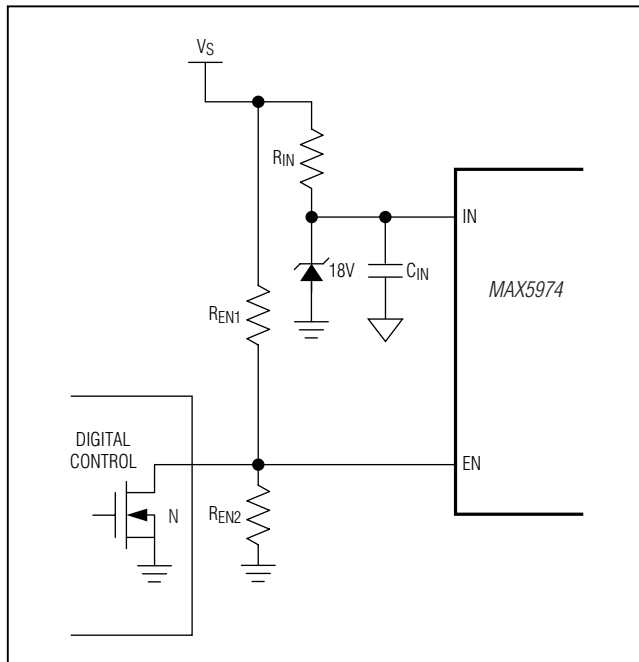 VS
RIN
IN
18V
CIN
MAX5974
REN1
DIGITAL
CONTROL
EN
N
REN2